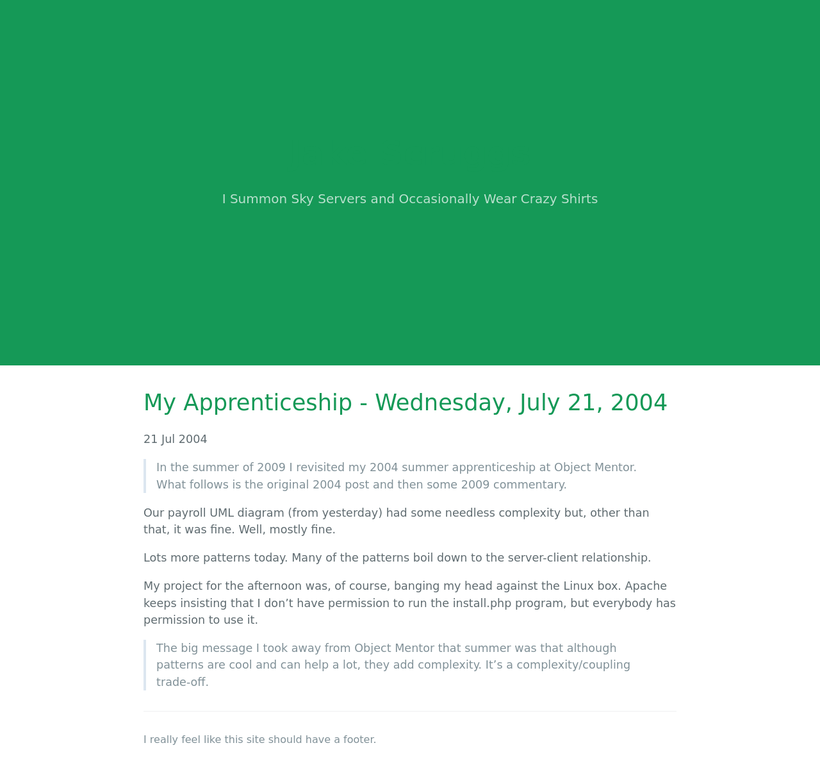 I Summon Sky Servers and Occasionally Wear Crazy Shirts
My Apprenticeship - Wednesday, July 21, 2004
21 Jul 2004
In the summer of 2009 I revisited my 2004 summer apprenticeship at Object Mentor.
What follows is the original 2004 post and then some 2009 commentary.
Our payroll UML diagram (from yesterday) had some needless complexity but, other than
that, it was fine. Well, mostly fine.
Lots more patterns today. Many of the patterns boil down to the server-client relationship.
My project for the afternoon was, of course, banging my head against the Linux box. Apache
keeps insisting that I don’t have permission to run the install.php program, but everybody has
permission to use it.
The big message I took away from Object Mentor that summer was that although
patterns are cool and can help a lot, they add complexity. It’s a complexity/coupling
trade-off.
I really feel like this site should have a footer.